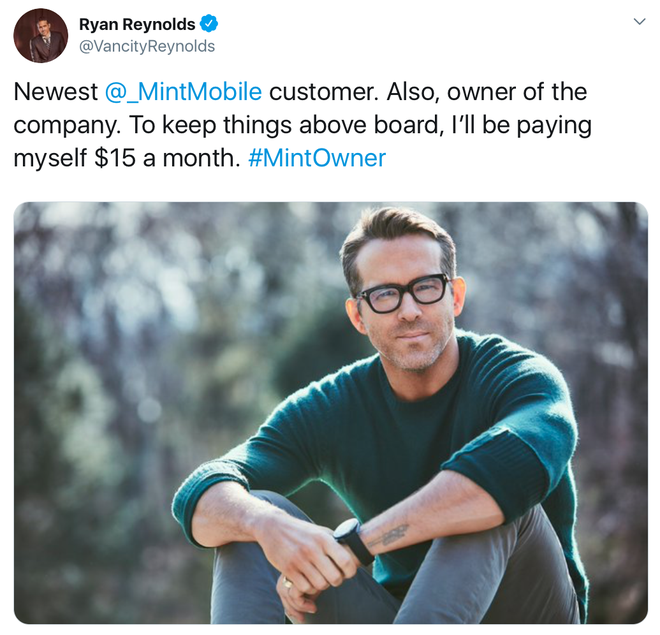 Ryan Reynolds
@VancityReynolds
Newest @_MintMobile customer. Also, owner of the
company. To keep things above board, I’ll be paying
myself $15 a month. #MintOwner